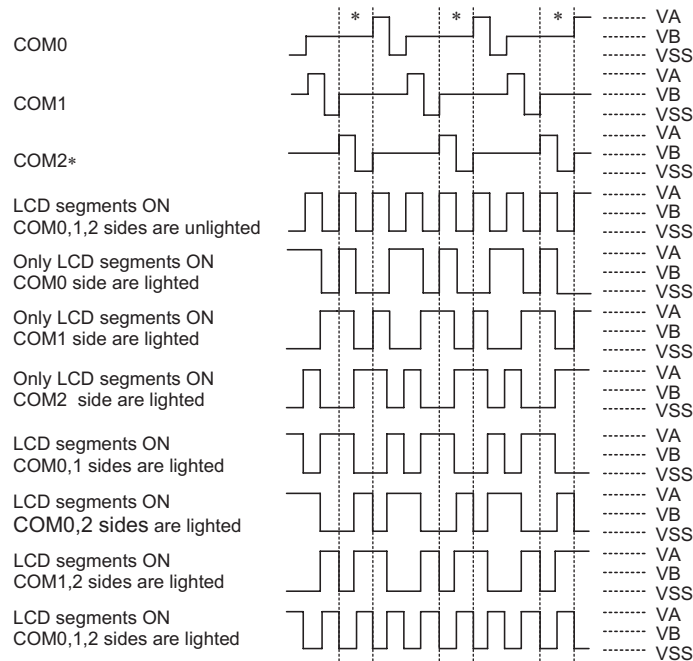 * * * VA
COM0 VB
VSS
VA
COM1 VB
VSS
VA
COM2* VB
VSS
LCD segments ON VA
COM0,1,2 sides are unlighted VB
VSS
Only LCD segments ON VA
COM0 side are lighted VB
VSS
Only LCD segments ON VA
COM1 side are lighted VB
VSS
Only LCD segments ON VA
COM2 side are lighted VB
VSS
LCD segments ON VA
COM0,1 sides are lighted VB
VSS
LCD segments ON VA
COM0,2 sides are lighted VB
VSS
LCD segments ON VA
COM1,2 sides are lighted VB
VSS
LCD segments ON VA
COM0,1,2 sides are lighted VB
VSS